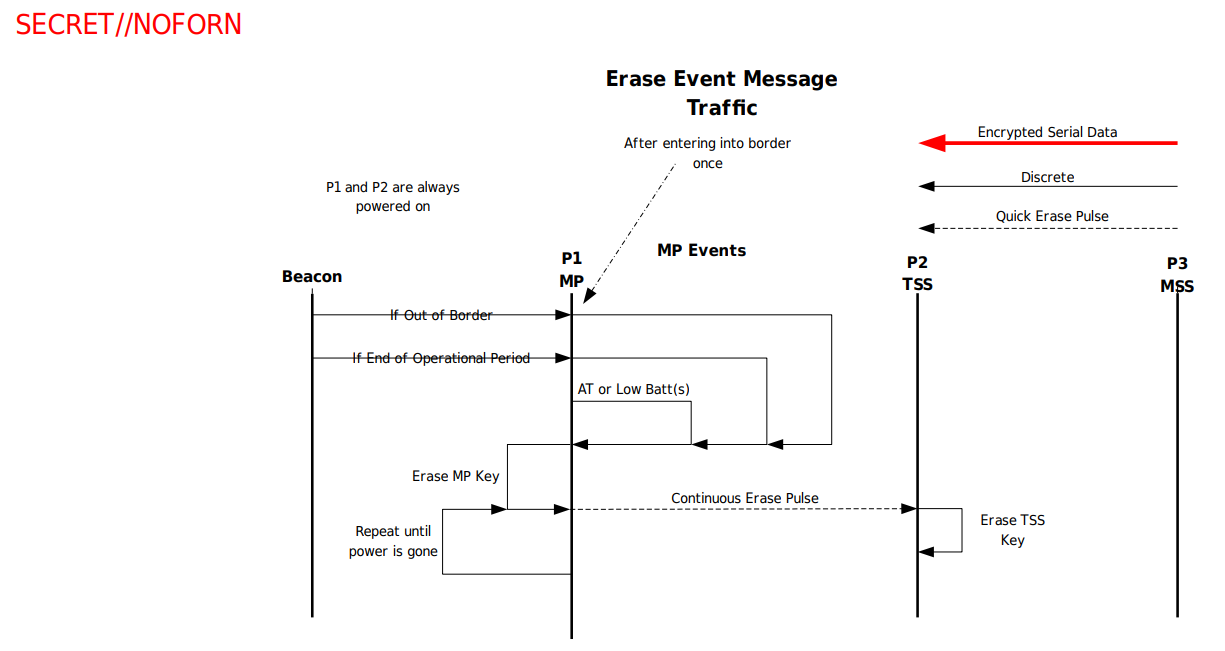 SECRET//NOFORN
Erase Event Message
Traffic
After entering into border
once
Encrypted Serial Data
Discrete
Quick Erase Pulse
P1 and P2 are always
powered on
MP Events
Beacon
P1
MP
P2
TSS
P3
MSS
If Out of Border
If End of Operational Period
AT or Low Batt(s)
Erase MP Key
Continuous Erase Pulse
Repeat until
power is gone
Erase TSS
Key